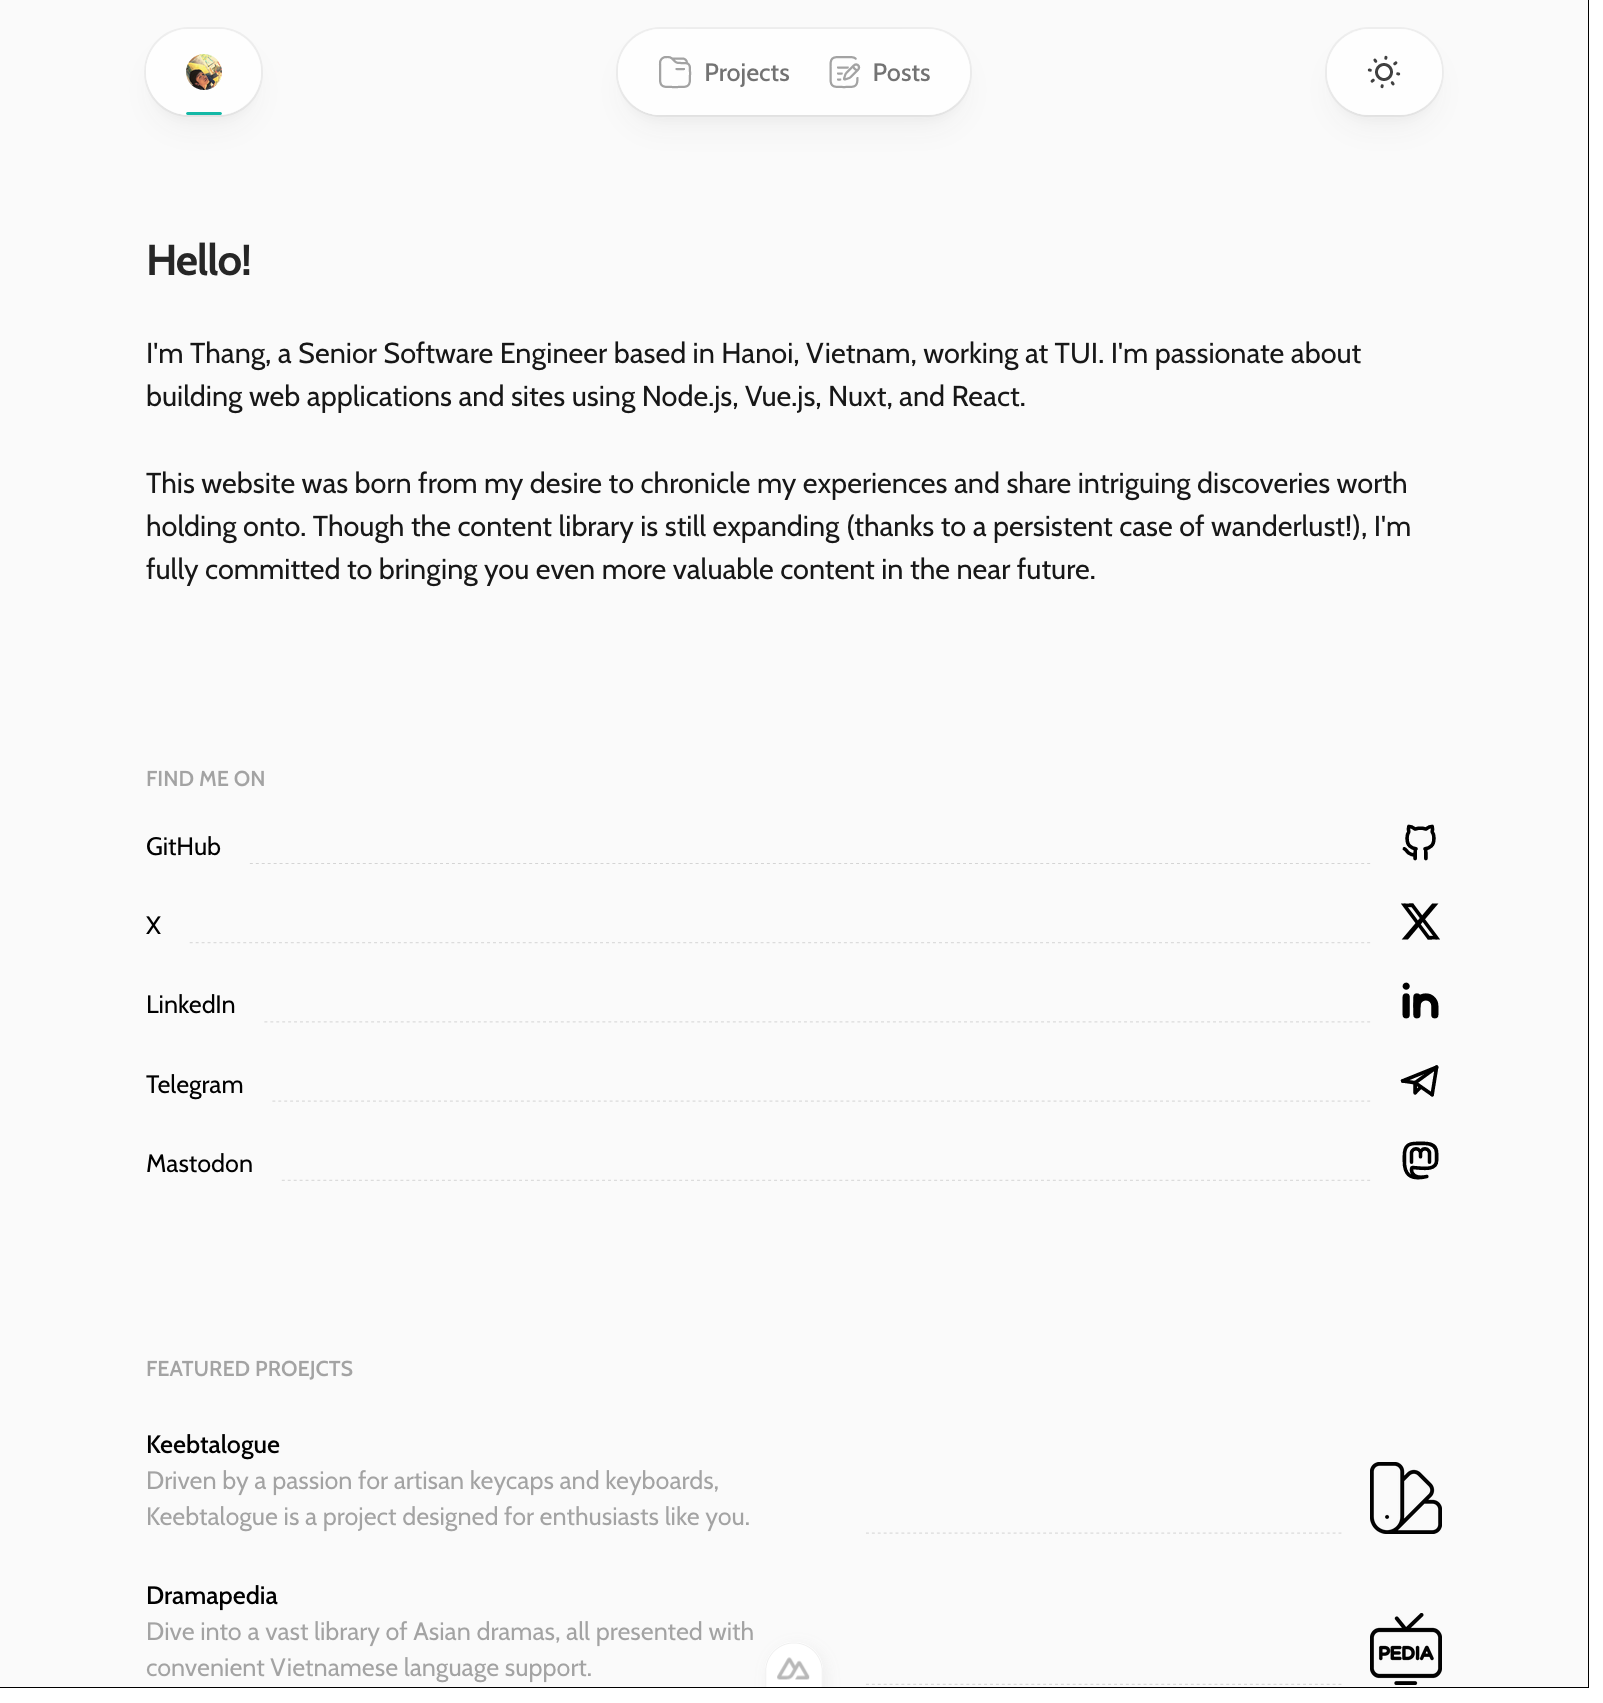 Projects Posts
Hello!
I'm Thang, a Senior Software Engineer based in Hanoi, Vietnam, working at TUI. I'm passionate about
building web applications and sites using Node.js, Vue.js, Nuxt, and React.
This website was born from my desire to chronicle my experiences and share intriguing discoveries worth
holding onto. Though the content library is still expanding (thanks to a persistent case of wanderlust!), I'm
fully committed to bringing you even more valuable content in the near future.
FIND ME ON
GitHub
X
LinkedIn
Telegram
Mastodon
FEATURED PROEJCTS
Keebtalogue
Driven by a passion for artisan keycaps and keyboards,
Keebtalogue is a project designed for enthusiasts like you.
Dramapedia
Dive into a vast library of Asian dramas, all presented with
convenient Vietnamese language support.
PEDIA